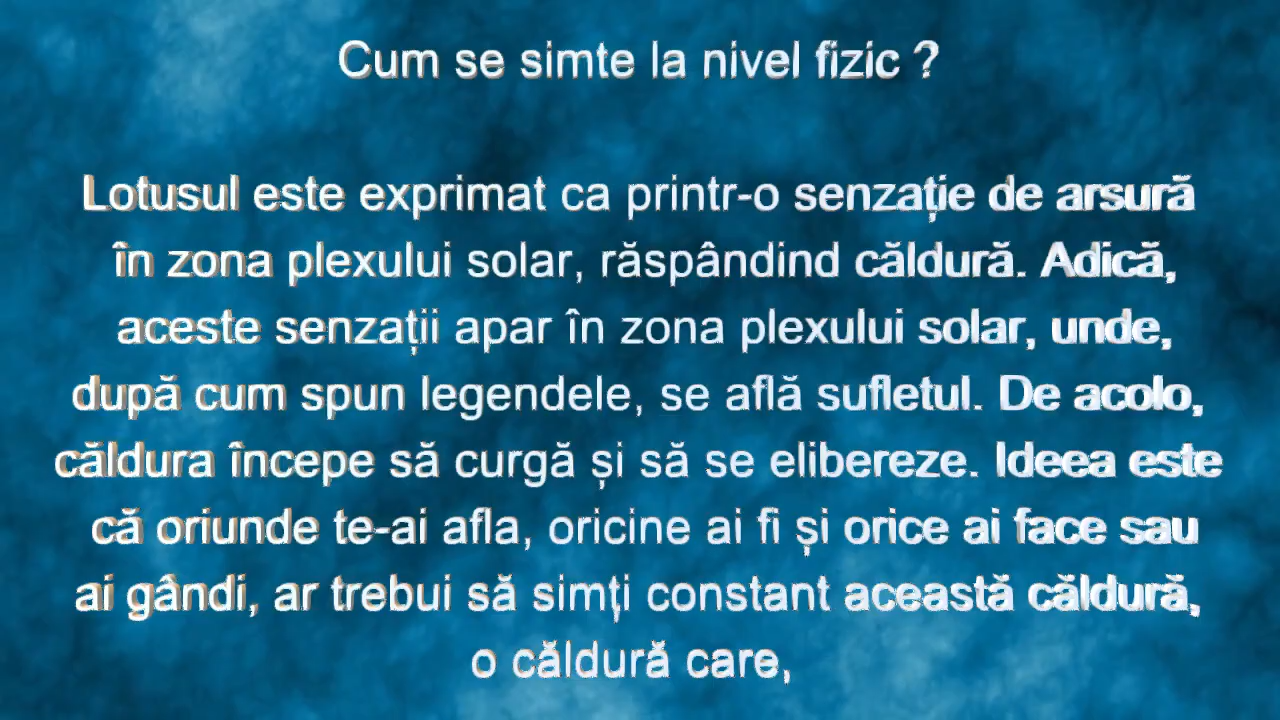 Cum se simte la nivel fizic ?
Lotusul este exprimat ca printr-o senzație de arsură
în zona plexului solar, răspândind căldură. Adică,
aceste senzații apar în zona plexului solar, unde,
după cum spun legendele, se află sufletul. De acolo,
căldura începe să curgă și să se elibereze. Ideea este
că oriunde te-ai afla, oricine ai fi și orice ai face sau
ai gândi, ar trebui să simți constant această căldură,
o căldură care,